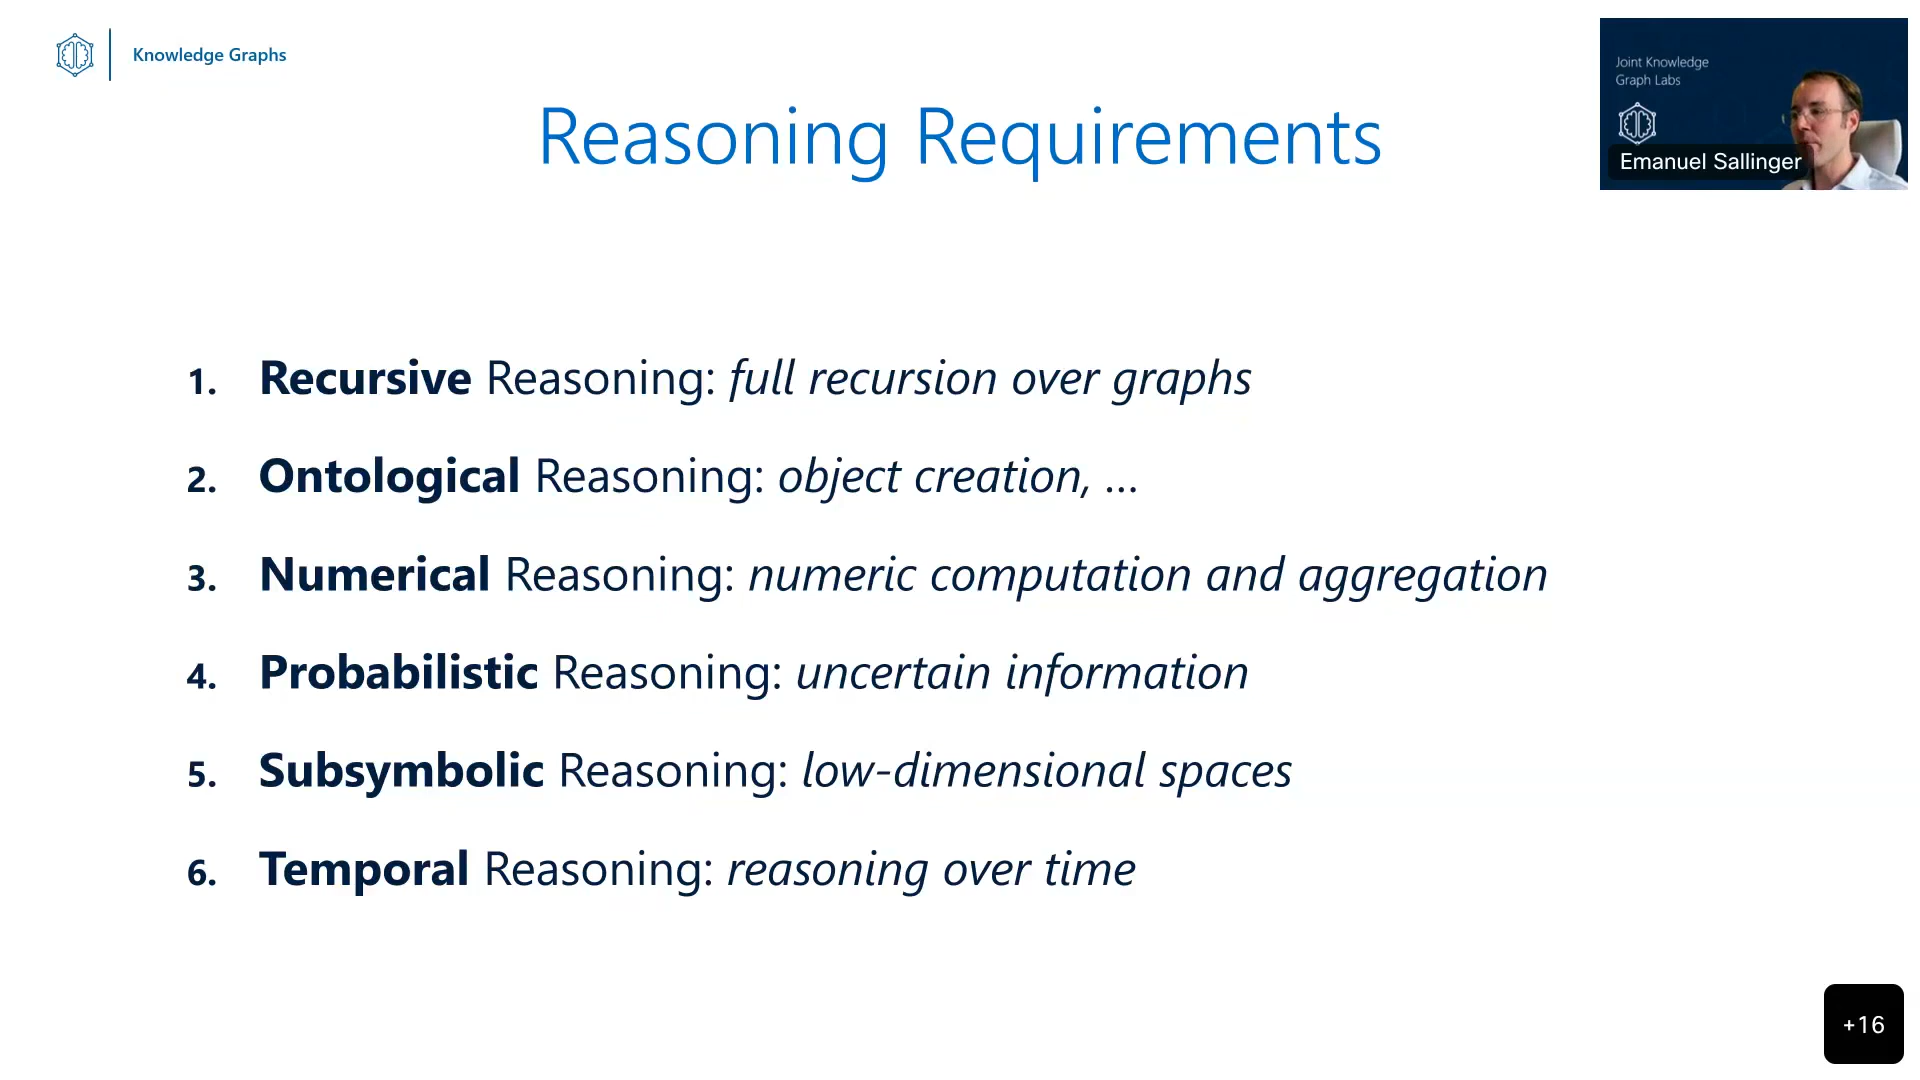 Knowledge Graphs
Reasoning Requirements
Joint Knowledge
Graph Labs
Emanuel Sallinger
1. Recursive Reasoning: full recursion over graphs
2. Ontological Reasoning: object creation, ...
3. Numerical Reasoning: numeric computation and aggregation
4. Probabilistic Reasoning: uncertain information
5. Subsymbolic Reasoning: low-dimensional spaces
6. Temporal Reasoning: reasoning over time
+16